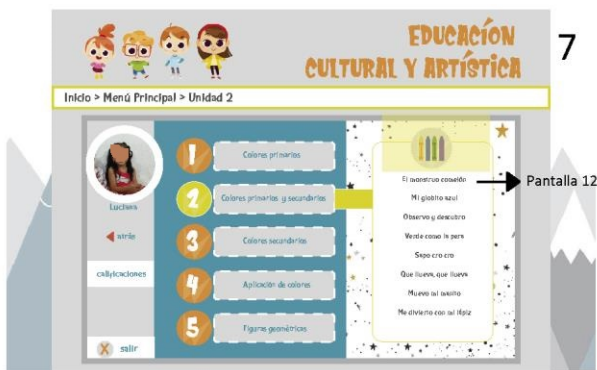 EDUCACÍON
CULTURAL Y ARTÍSTICA
7
Inicio > Menú Principal > Unidad 2
Luciana
atrás
calificaciones
X salir
1 Colores primarios
2 Colores primarios y secundarios
3 Colores secundarios
4 Aplicación de colores
5 Figuras geométricas
El monstruo comelón
Mi globito azul
Observo y descubro
Verde como la pera
Sapo cro cro
Que llueva, que llueva
Muevo mi cuerpo
Me divierto con mi lápiz
Pantalla 12